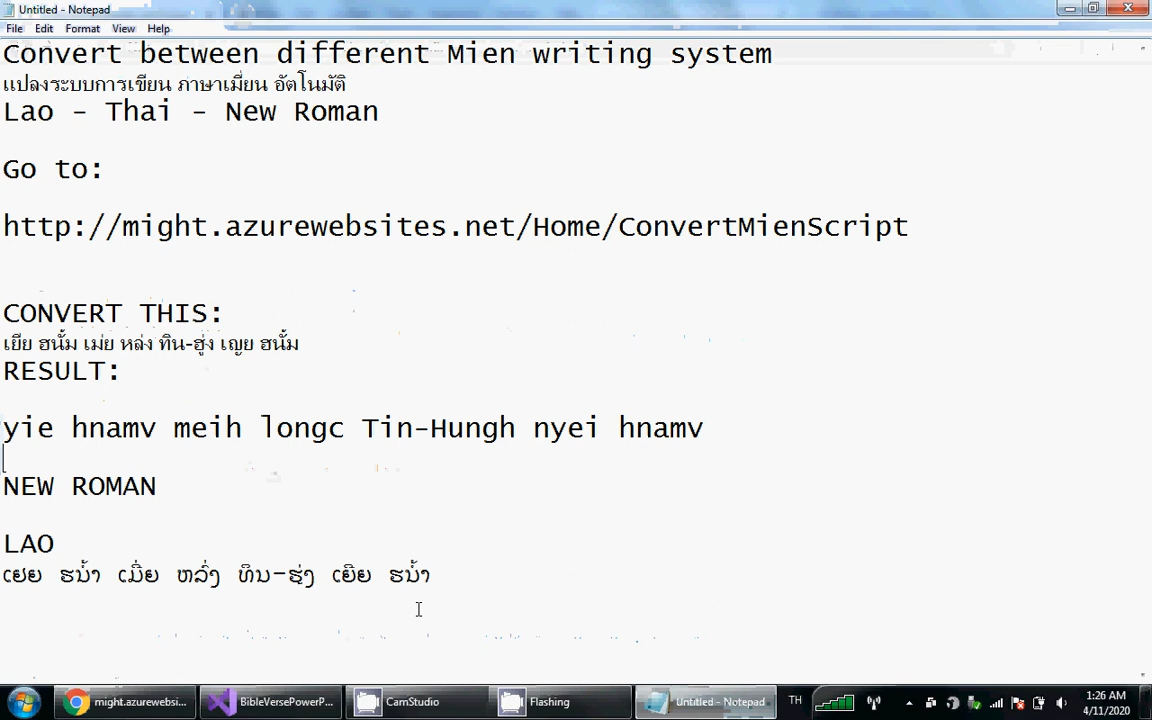 Untitled - Notepad
File Edit Format View Help
Convert between different Mien writing system
แปลงระบบการเขียน ภาษาเมี่ยน อัตโนมัติ
Lao - Thai - New Roman
Go to:
http://might.azurewebsites.net/Home/ConvertMienScript
CONVERT THIS:
เยีย ฮนั้ม เม่ย หล่ง ทิน-ฮู่ง เญย ฮนั้ม
RESULT:
yie hnamv meih longc Tin-Hungh nyei hnamv
NEW ROMAN
LAO
ເຢຍ ຮນ້ຳ ເມື່ຍ ຫລົ່ງ ທິນ-ຮຸ່ງ ເຍີຍ ຮນ້ຳ
might.azurewebsi... BibleVersePowerP... CamStudio Flashing Untitled - Notepad TH 1:26 AM
4/11/2020